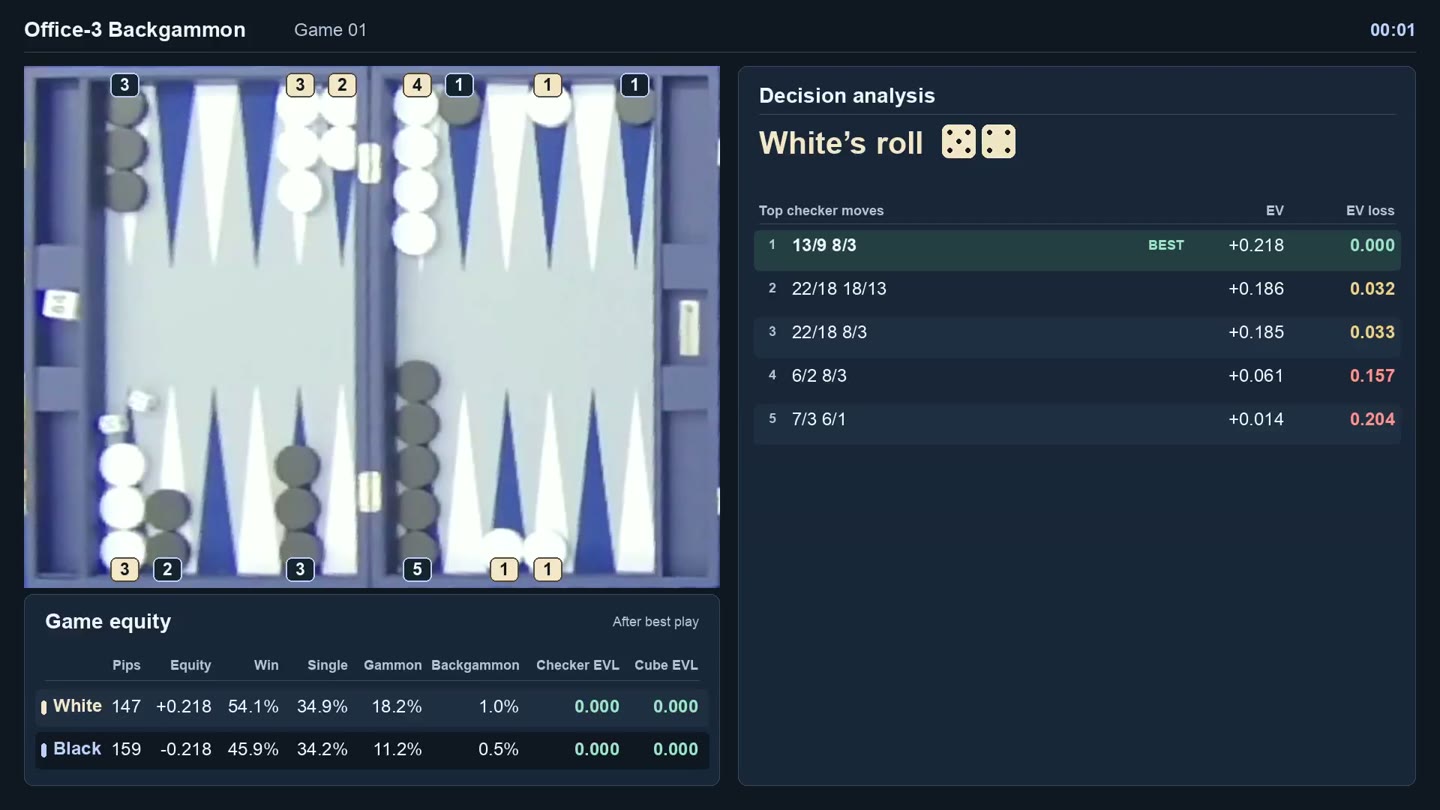 Office-3 Backgammon Game 01 00:01
3 3 2 4 1 1 1
64
3 2 3 5 1 1
Decision analysis
White’s roll
Top checker moves EV EV loss
1 13/9 8/3 BEST +0.218 0.000
2 22/18 18/13 +0.186 0.032
3 22/18 8/3 +0.185 0.033
4 6/2 8/3 +0.061 0.157
5 7/3 6/1 +0.014 0.204
Game equity After best play
Pips Equity Win Single Gammon Backgammon Checker EVL Cube EVL
White 147 +0.218 54.1% 34.9% 18.2% 1.0% 0.000 0.000
Black 159 -0.218 45.9% 34.2% 11.2% 0.5% 0.000 0.000